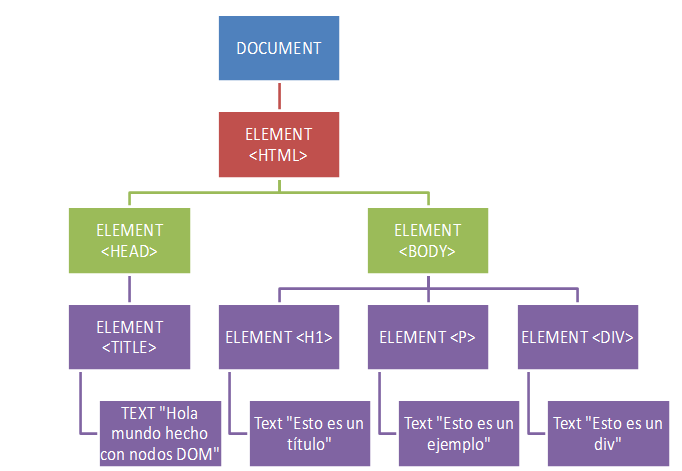 DOCUMENT
ELEMENT
<HTML>
ELEMENT
<HEAD>
ELEMENT
<BODY>
ELEMENT
<TITLE>
ELEMENT <H1>
ELEMENT <P>
ELEMENT <DIV>
TEXT "Hola
mundo hecho
con nodos DOM"
Text "Esto es un
título"
Text "Esto es un
ejemplo"
Text "Esto es un
div"